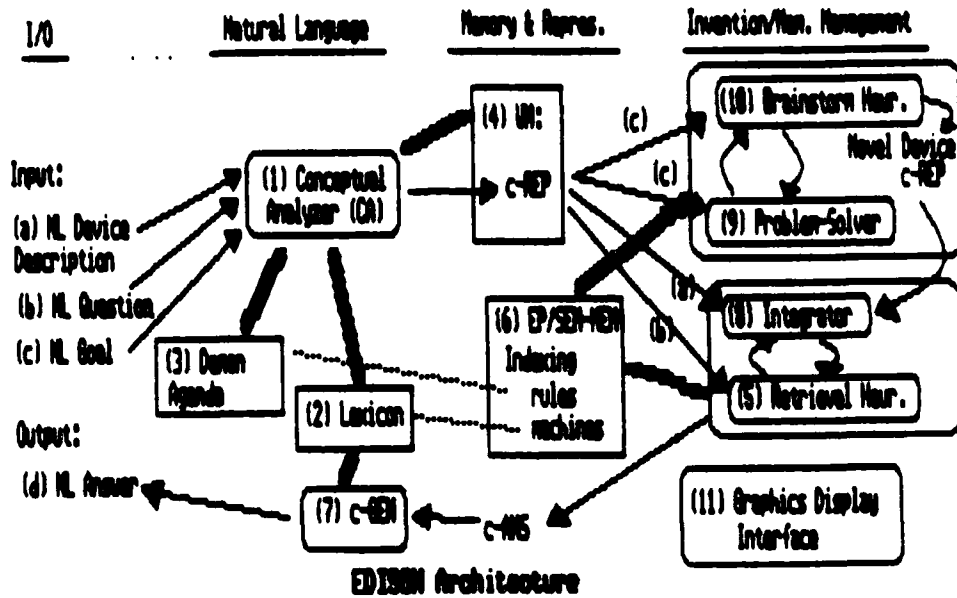 I/O
. . . .
Natural Language
Memory & Repres.
Invention/Mem. Management
(10) Brainstorm Heur.
Novel Device
c-REP
(4) WM:
c-REP
(c)
(c)
(9) Problem-Solver
Input:
(1) Conceptual
Analyzer (CA)
(a) NL Device
Description
(b) NL Question
(c) NL Goal
(a)
(b)
(6) EP/SEM-MEM
Indexing
rules
machines
(8) Integrator
(5) Retrieval Heur.
(3) Demon
Agenda
(2) Lexicon
Output:
(d) NL Answer
(7) c-GEN
c-ANS
(11) Graphics Display
Interface
EDISON Architecture